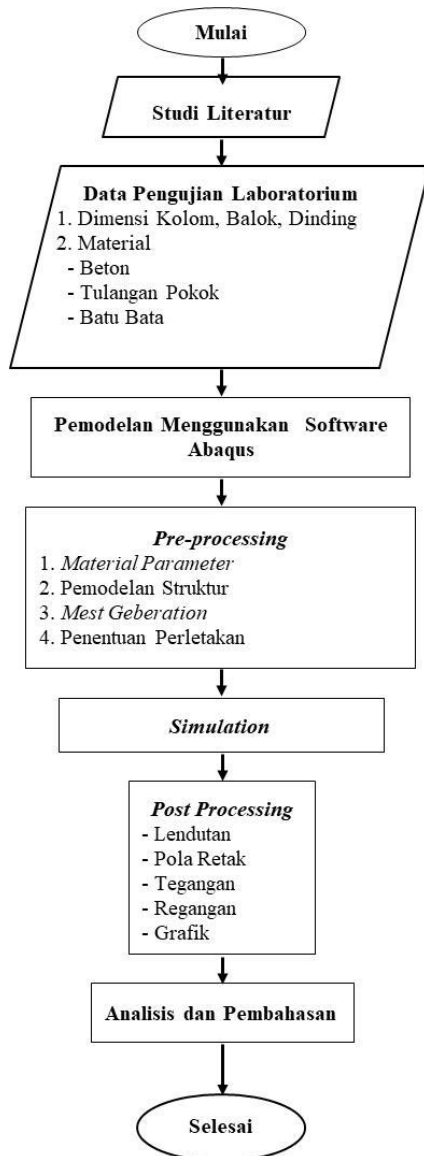 Mulai
Studi Literatur
Data Pengujian Laboratorium
1. Dimensi Kolom, Balok, Dinding
2. Material
- Beton
- Tulangan Pokok
- Batu Bata
Pemodelan Menggunakan Software
Abaqus
Pre-processing
1. Material Parameter
2. Pemodelan Struktur
3. Mest Geberation
4. Penentuan Perletakan
Simulation
Post Processing
- Lendutan
- Pola Retak
- Tegangan
- Regangan
- Grafik
Analisis dan Pembahasan
Selesai